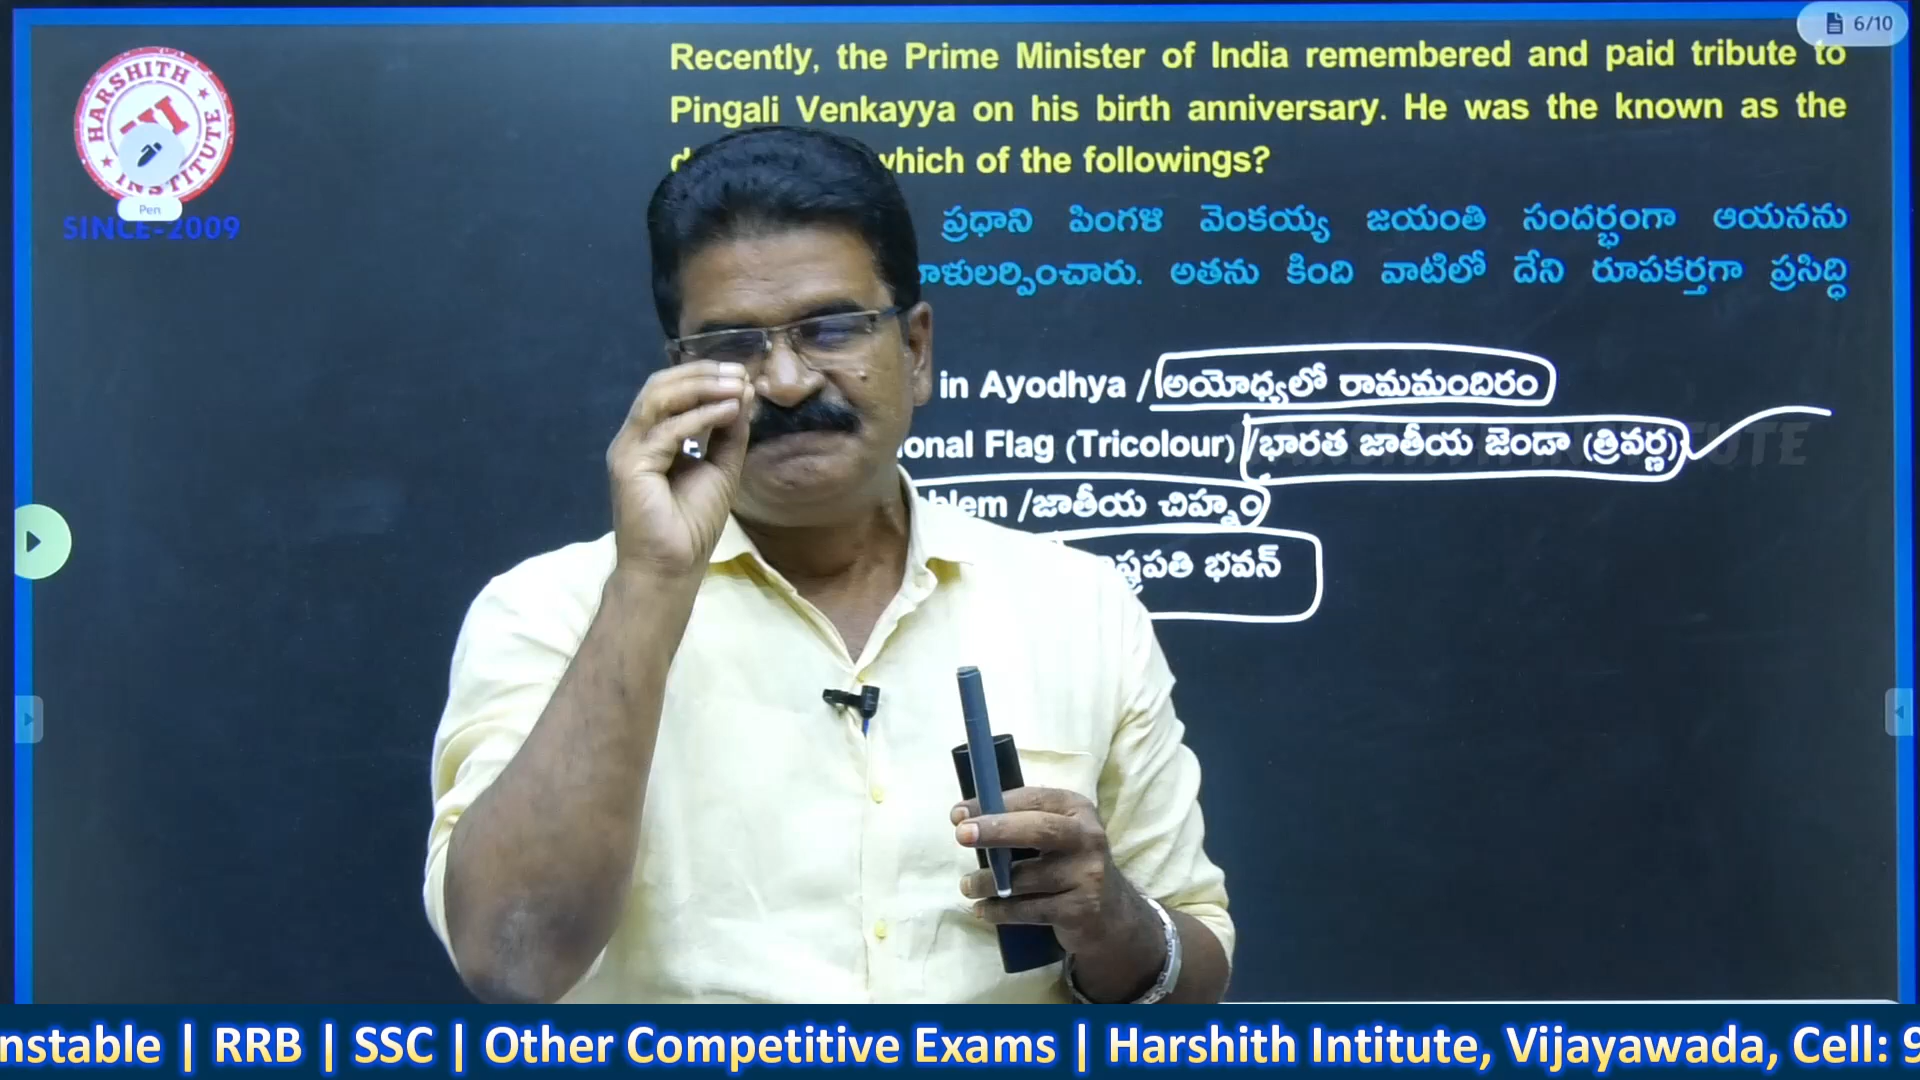 6/10
HARSHITH
INSTITUTE
Pen
SINCE-2009
Recently, the Prime Minister of India remembered and paid tribute to
Pingali Venkayya on his birth anniversary. He was the known as the
which of the followings?
ప్రధాని పింగళి వెంకయ్య జయంతి సందర్భంగా ఆయనను
అతను కింది వాటిలో దేని రూపకర్తగా ప్రసిద్ధి
in Ayodhya / అయోధ్యలో రామమందిరం
Flag (Tricolour) /భారత జాతీయ జెండా (త్రివర్ణ)
/జాతీయ చిహ్నం
భవన్
| RRB | SSC | Other Competitive Exams | Harshith Intitute, Vijayawada, Cell: 9